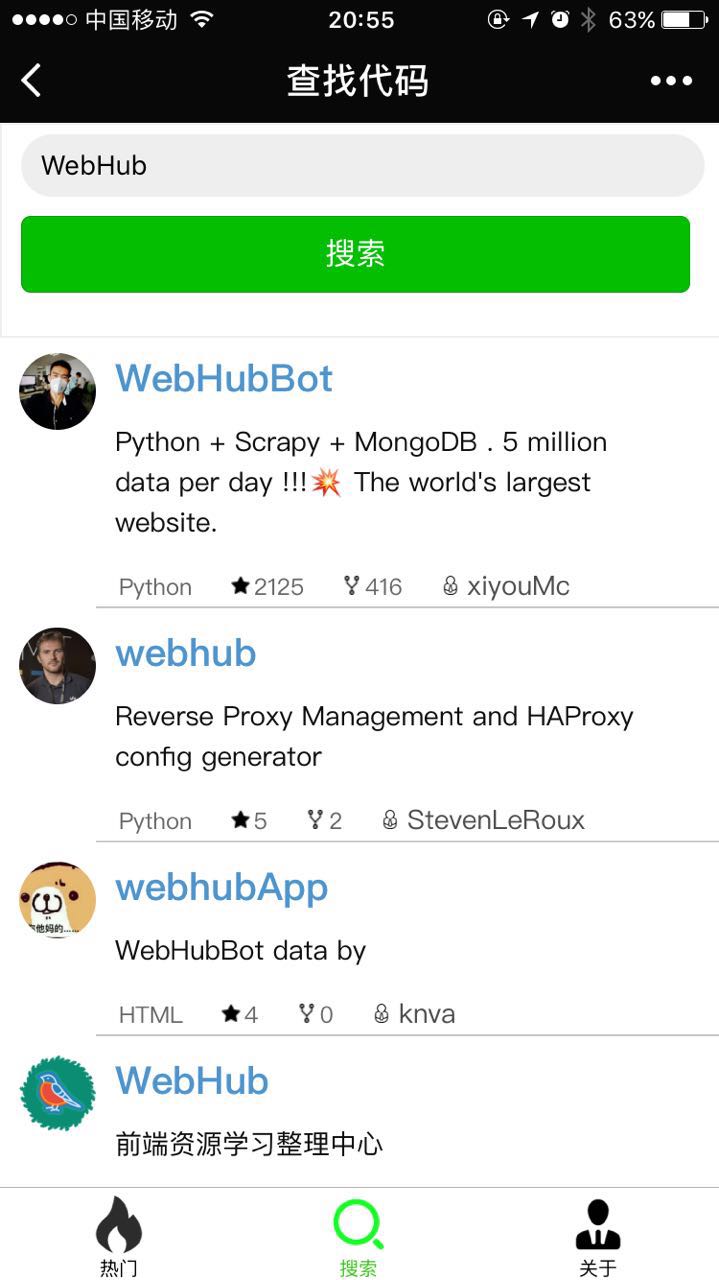 中国移动 20:55 63%
查找代码
WebHub
搜索
WebHubBot
Python + Scrapy + MongoDB . 5 million
data per day !!!💥 The world's largest
website.
Python 2125 416 xiyouMc
webhub
Reverse Proxy Management and HAProxy
config generator
Python 5 2 StevenLeRoux
webhubApp
WebHubBot data by
HTML 4 0 knva
WebHub
前端资源学习整理中心
热门 搜索 关于